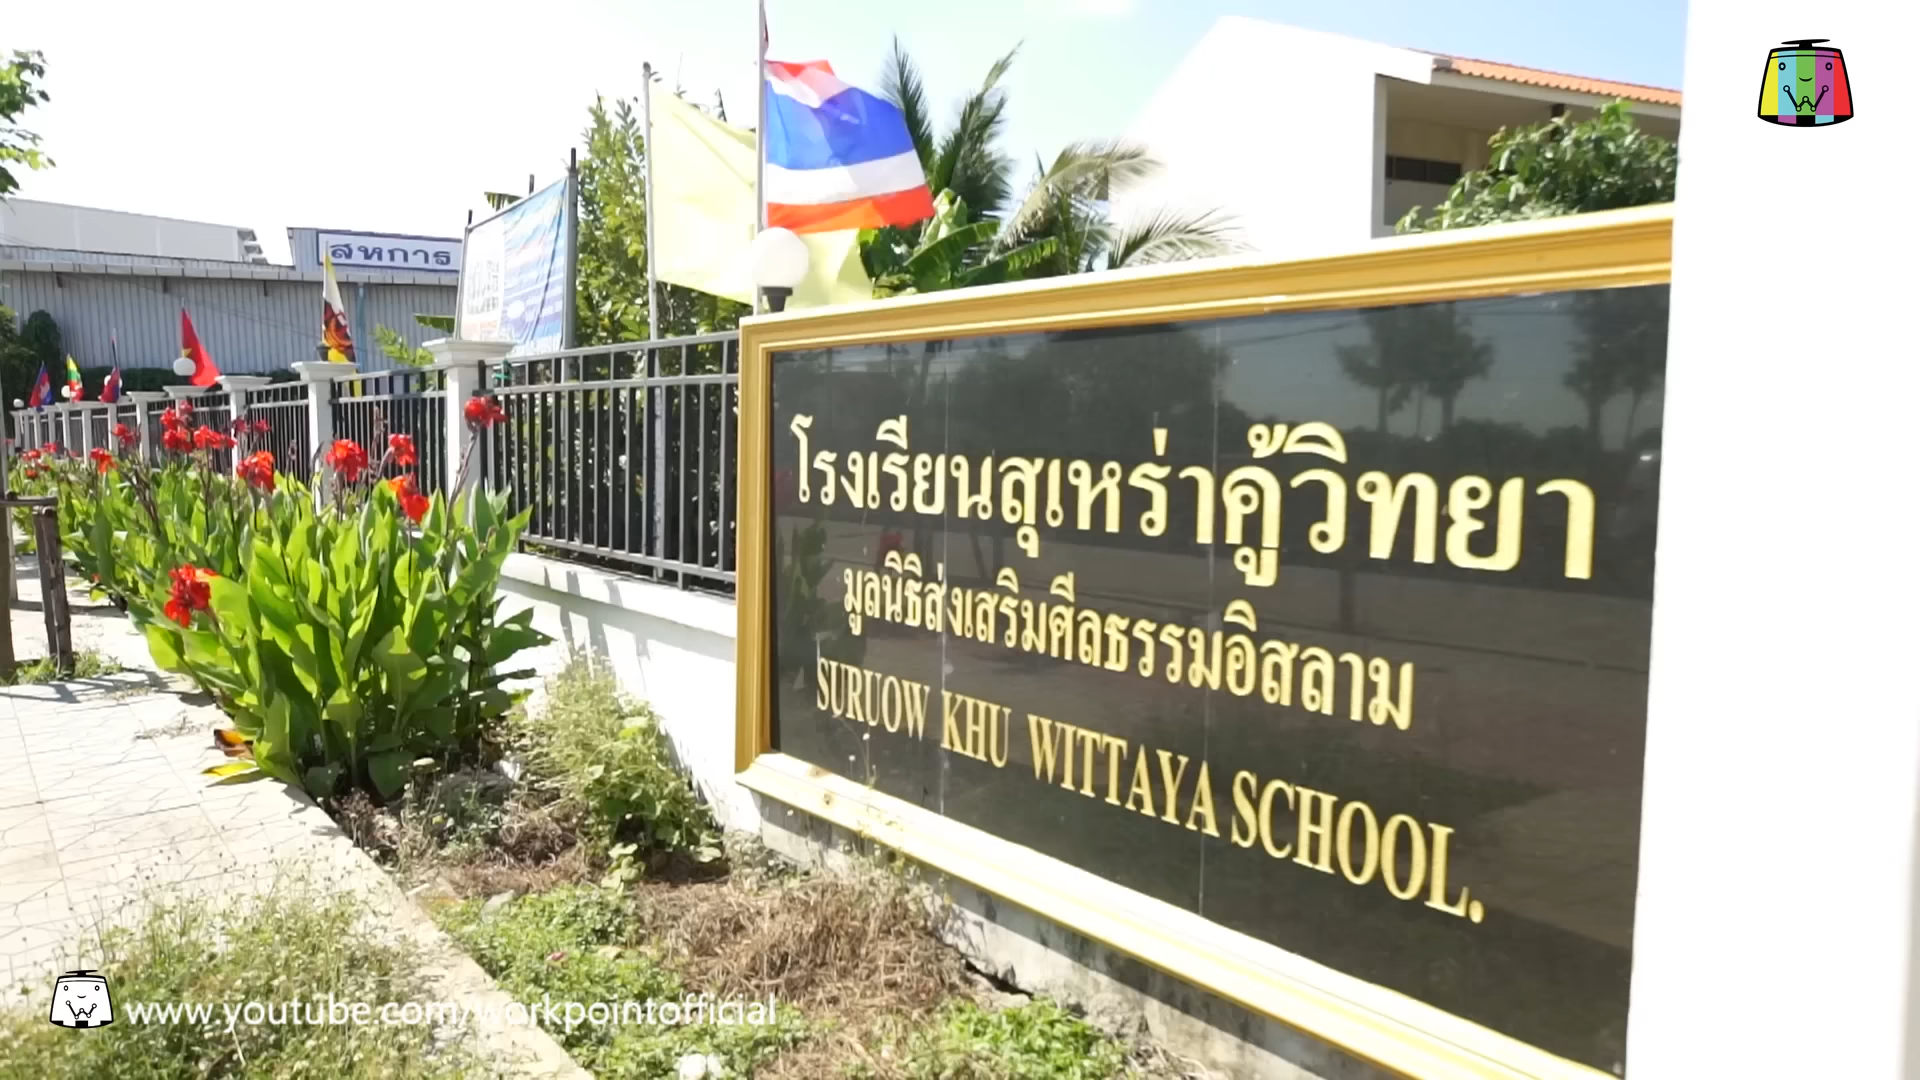 สหการ
โรงเรียนสุเหร่าคู้วิทยา
มูลนิธิส่งเสริมศีลธรรมอิสลาม
SURUOW KHU WITTAYA SCHOOL.
www.youtube.com/workpointofficial